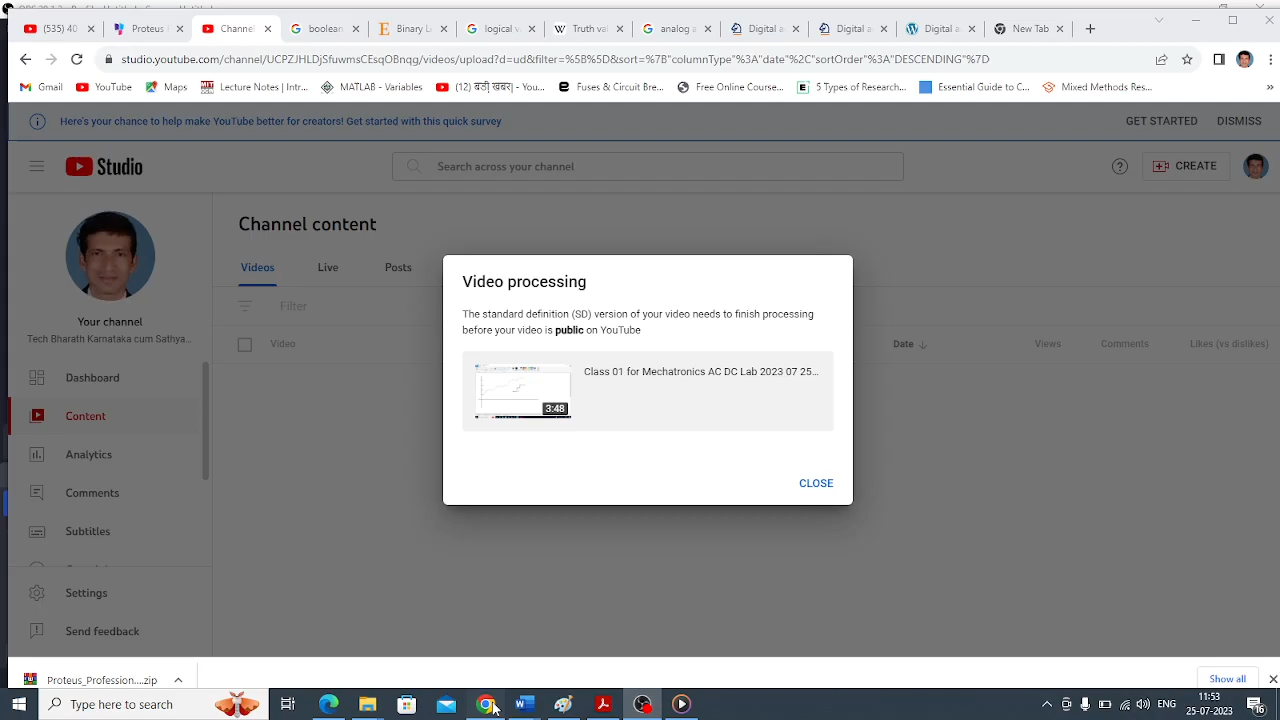 (535) 40
Proteus
Channel
boolean
Binary L
logical v
Truth val
analog a
Digital a
Digital a
Digital a
New Tab
studio.youtube.com/channel/UCPZJHLDjSfuwmsCEsqOBnqg/videos/upload?d=ud&filter=%5B%5D&sort=%7B"columnType"%3A"date"%2C"sortOrder"%3A"DESCENDING"%7D
Gmail
YouTube
Maps
Lecture Notes | Intr...
MATLAB - Variables
(12) बड़ी खबर| - You...
Fuses & Circuit Bre...
Free Online Course...
5 Types of Research...
Essential Guide to C...
Mixed Methods Res...
Here's your chance to help make YouTube better for creators! Get started with this quick survey
GET STARTED
DISMISS
Studio
Search across your channel
CREATE
Channel content
Videos
Live
Posts
Filter
Your channel
Tech Bharath Karnataka cum Sathya...
Video
Date
Views
Comments
Likes (vs dislikes)
Dashboard
Content
Analytics
Comments
Subtitles
Settings
Send feedback
Video processing
The standard definition (SD) version of your video needs to finish processing
before your video is public on YouTube
Class 01 for Mechatronics AC DC Lab 2023 07 25...
3:48
CLOSE
Proteus_Profession....zip
Show all
Type here to search
ENG
11:53
25-07-2023